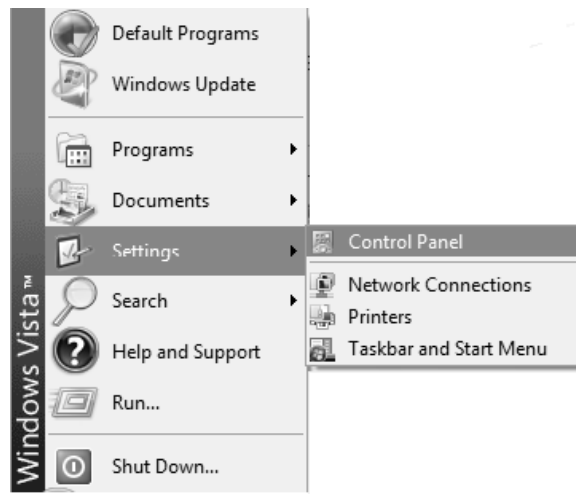 Default Programs
Windows Update
Programs
Documents
Settings
Search
Help and Support
Run...
Shut Down...
Control Panel
Network Connections
Printers
Taskbar and Start Menu
Windows Vista™